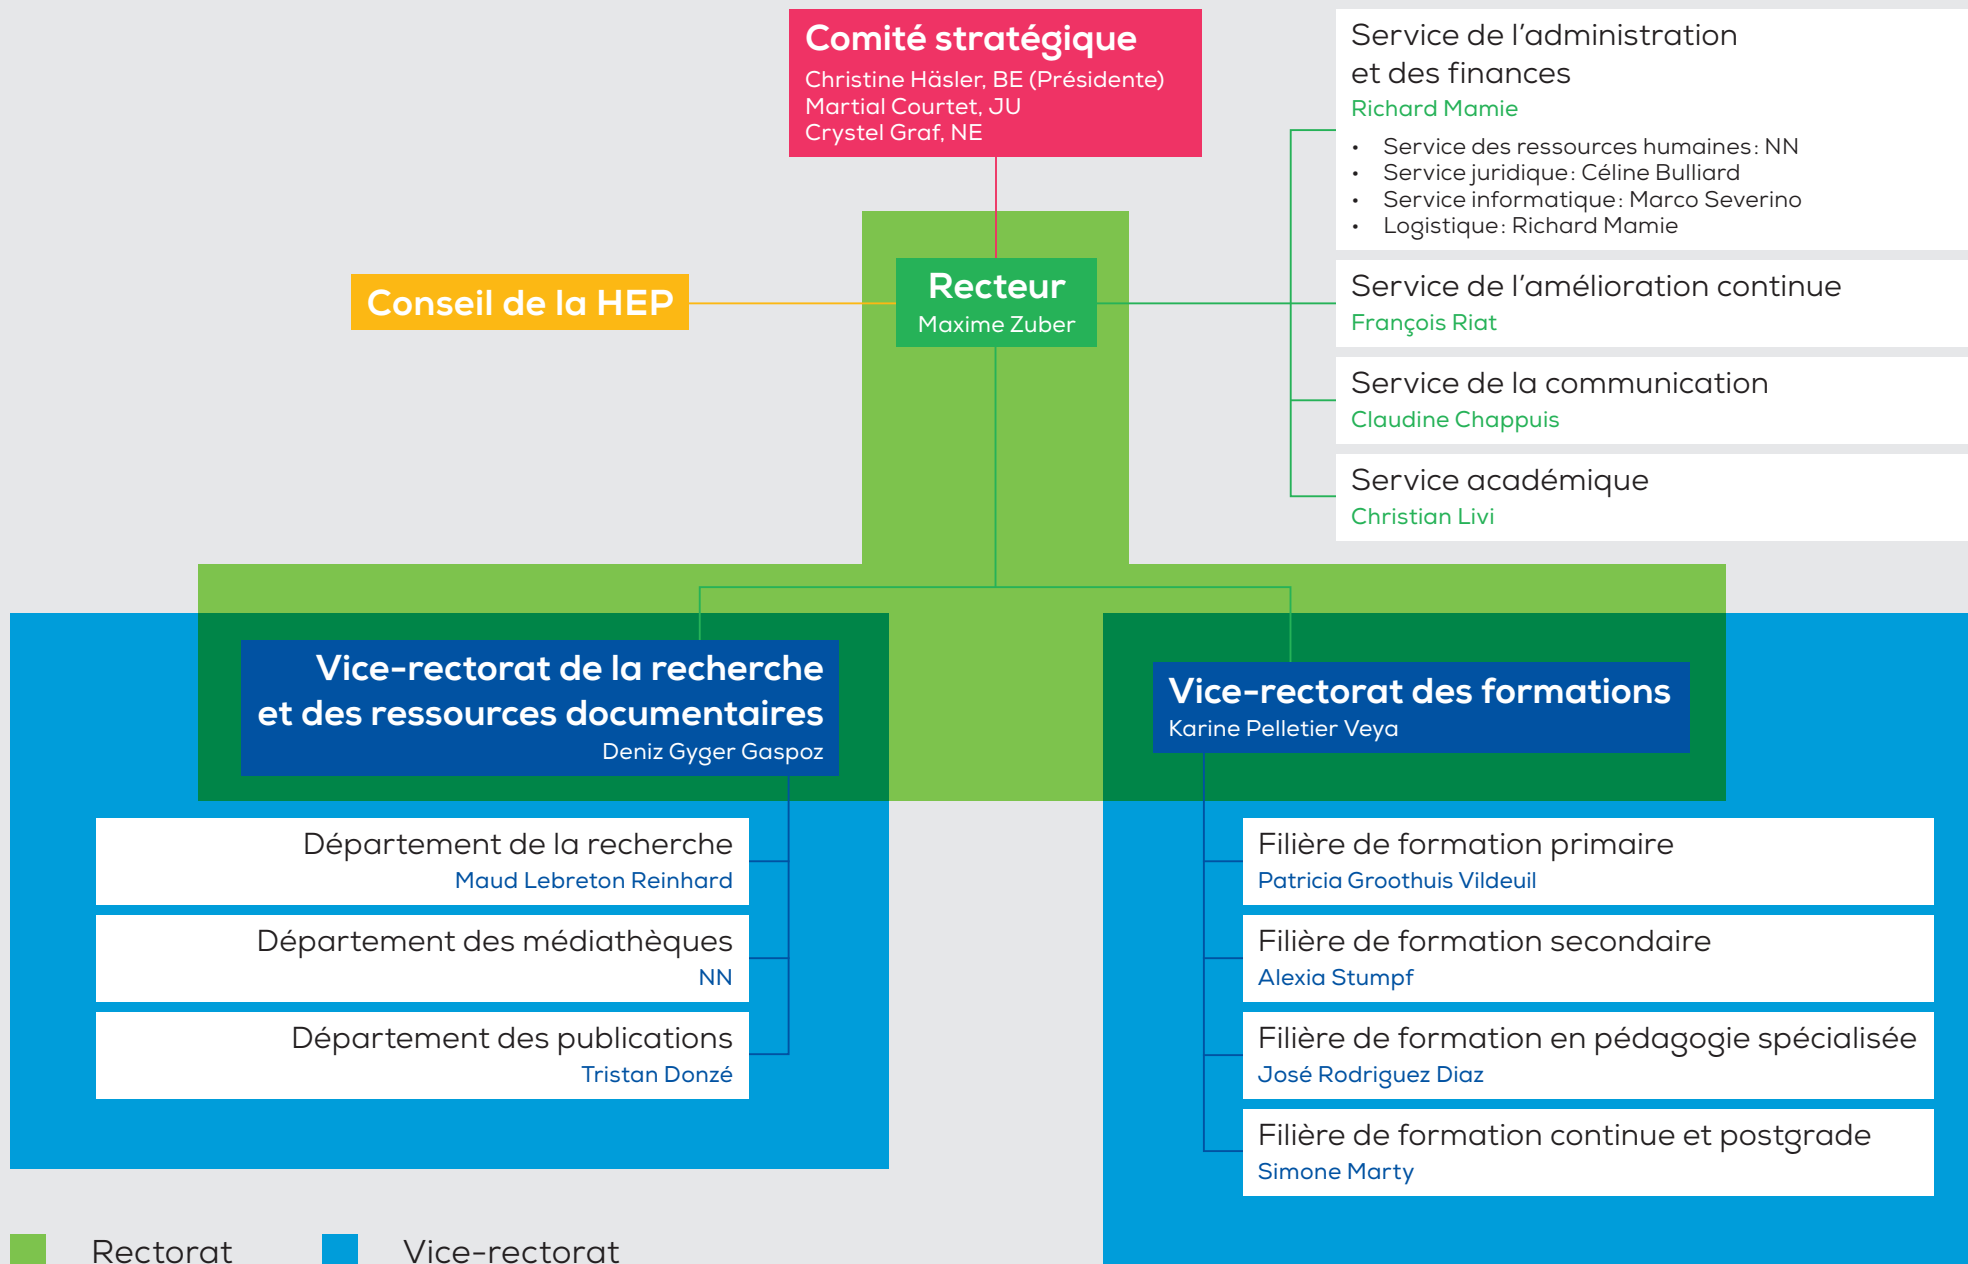 Comité stratégique
Christine Häsler, BE (Présidente)
Martial Courtet, JU
Crystel Graf, NE
Service de l'administration
et des finances
Richard Mamie
• Service des ressources humaines: NN
• Service juridique: Céline Bulliard
• Service informatique: Marco Severino
• Logistique: Richard Mamie
Conseil de la HEP
Recteur
Maxime Zuber
Service de l'amélioration continue
François Riat
Service de la communication
Claudine Chappuis
Service académique
Christian Livi
Vice-rectorat de la recherche
et des ressources documentaires
Deniz Gyger Gaspoz
Département de la recherche
Maud Lebreton Reinhard
Département des médiathèques
NN
Département des publications
Tristan Donzé
Vice-rectorat des formations
Karine Pelletier Veya
Filière de formation primaire
Patricia Groothuis Vildeuil
Filière de formation secondaire
Alexia Stumpf
Filière de formation en pédagogie spécialisée
José Rodriguez Diaz
Filière de formation continue et postgrade
Simone Marty
Rectorat
Vice-rectorat